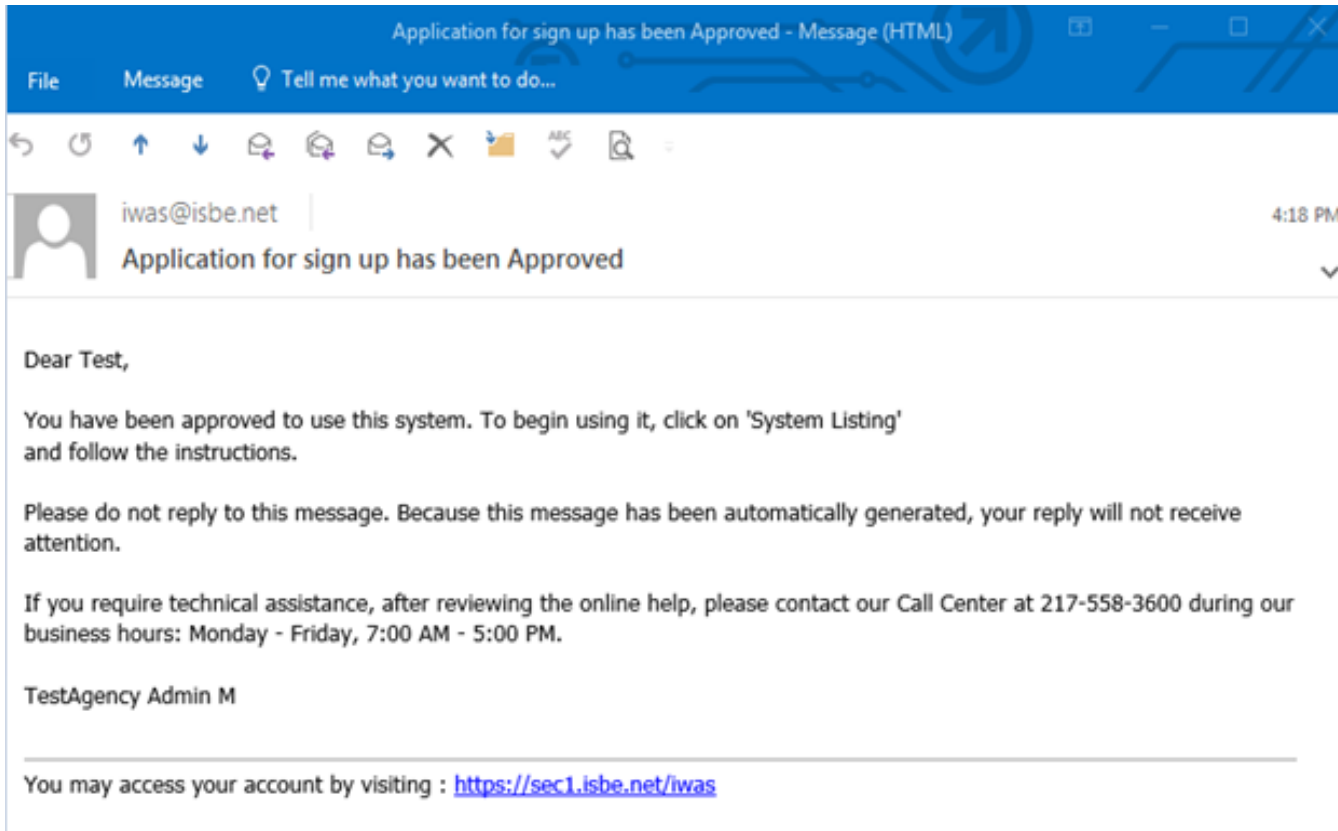 Application for sign up has been Approved - Message (HTML)
File Message Tell me what you want to do...
ABC
iwas@isbe.net
4:18 PM
Application for sign up has been Approved
Dear Test,
You have been approved to use this system. To begin using it, click on 'System Listing'
and follow the instructions.
Please do not reply to this message. Because this message has been automatically generated, your reply will not receive
attention.
If you require technical assistance, after reviewing the online help, please contact our Call Center at 217-558-3600 during our
business hours: Monday - Friday, 7:00 AM - 5:00 PM.
TestAgency Admin M
You may access your account by visiting : https://sec1.isbe.net/iwas